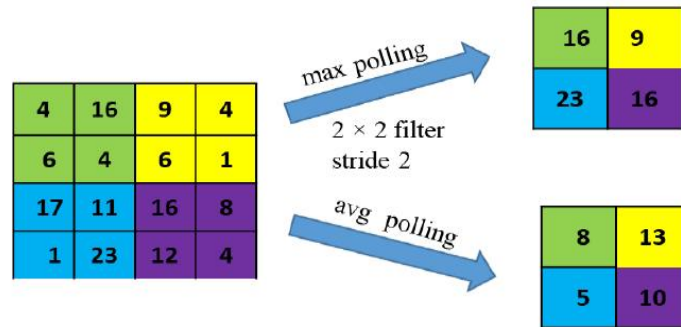 4 16 9 4
6 4 6 1
17 11 16 8
1 23 12 4
max polling
2 × 2 filter
stride 2
avg polling
16 9
23 16
8 13
5 10